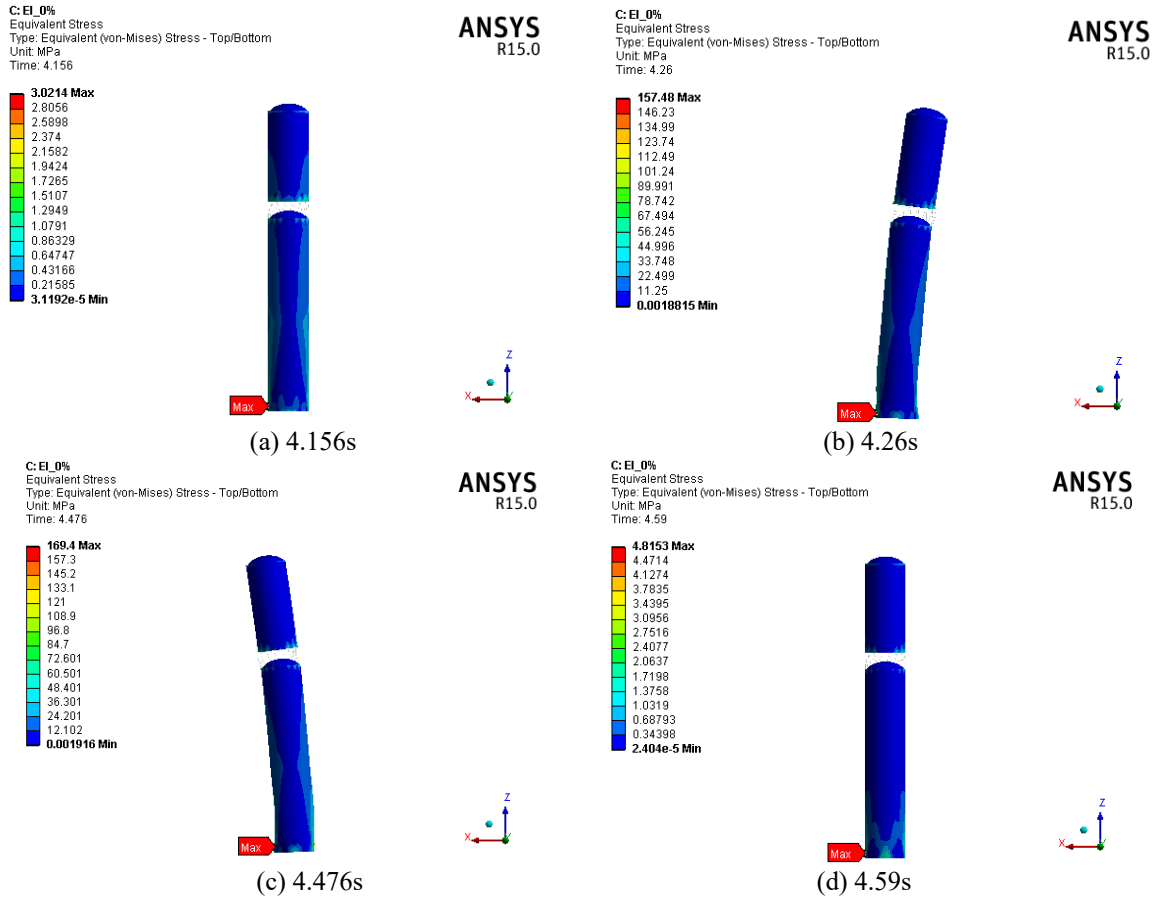 C: EI_0%
Equivalent Stress
Type: Equivalent (von-Mises) Stress - Top/Bottom
Unit: MPa
Time: 4.156
ANSYS
R15.0
3.0214 Max
2.8056
2.5898
2.374
2.1582
1.9424
1.7265
1.5107
1.2949
1.0791
0.86329
0.64747
0.43166
0.21585
3.1192e-5 Min
Max
Z
X
(a) 4.156s
C: EI_0%
Equivalent Stress
Type: Equivalent (von-Mises) Stress - Top/Bottom
Unit: MPa
Time: 4.26
ANSYS
R15.0
157.48 Max
146.23
134.99
123.74
112.49
101.24
89.991
78.742
67.494
56.245
44.996
33.748
22.499
11.25
0.0018815 Min
Max
Z
X
(b) 4.26s
C: EI_0%
Equivalent Stress
Type: Equivalent (von-Mises) Stress - Top/Bottom
Unit: MPa
Time: 4.476
ANSYS
R15.0
169.4 Max
157.3
145.2
133.1
121
108.9
96.8
84.7
72.601
60.501
48.401
36.301
24.201
12.102
0.001916 Min
Max
Z
X
(c) 4.476s
C: EI_0%
Equivalent Stress
Type: Equivalent (von-Mises) Stress - Top/Bottom
Unit: MPa
Time: 4.59
ANSYS
R15.0
4.8153 Max
4.4714
4.1274
3.7835
3.4395
3.0956
2.7516
2.4077
2.0637
1.7198
1.3758
1.0319
0.68793
0.34398
2.404e-5 Min
Max
Z
X
(d) 4.59s